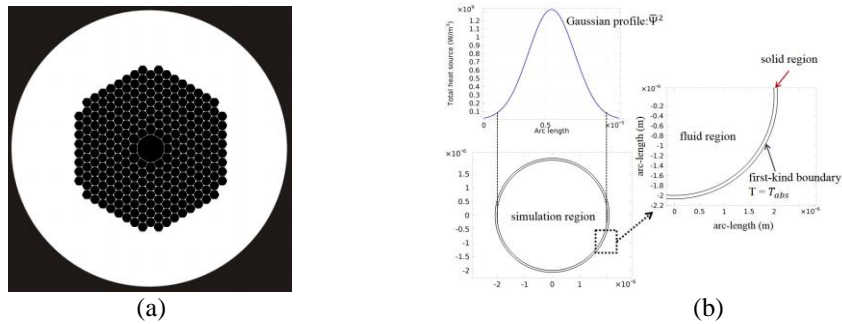 ×10⁹
Gaussian profile: Ψ̅²
Total heat source (W/m³)
1.2
1.1
1
0.9
0.8
0.7
0.6
0.5
0.4
0.3
0.2
0.1
0 0.5 ×10⁻⁵
Arc length
×10⁻⁶
2
1.5
1
0.5
0
-0.5
-1
-1.5
-2
-2 -1 0 1 ×10⁻⁶
simulation region
solid region
×10⁻⁶
-0.2
-0.4
-0.6
-0.8
-1
-1.2
-1.4
-1.6
-1.8
-2
-2.2
0 0.5 1 1.5 2 ×10⁻⁶
arc-length (m)
arc-length (m)
fluid region
first-kind boundary
T = Tabs
(a)
(b)